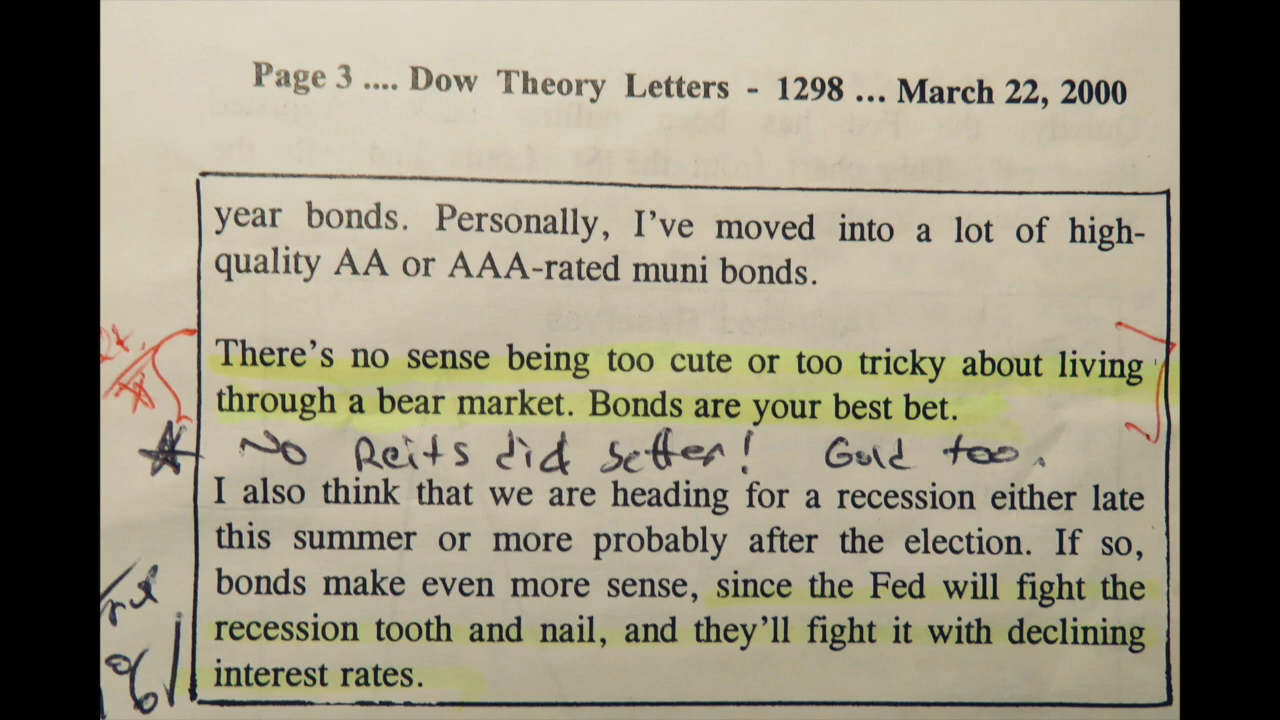 Page 3 .... Dow Theory Letters - 1298 ... March 22, 2000
year bonds. Personally, I've moved into a lot of high-
quality AA or AAA-rated muni bonds.
There's no sense being too cute or too tricky about living
through a bear market. Bonds are your best bet.
No Reits did better! Gold too.
I also think that we are heading for a recession either late
this summer or more probably after the election. If so,
bonds make even more sense, since the Fed will fight the
recession tooth and nail, and they'll fight it with declining
interest rates.